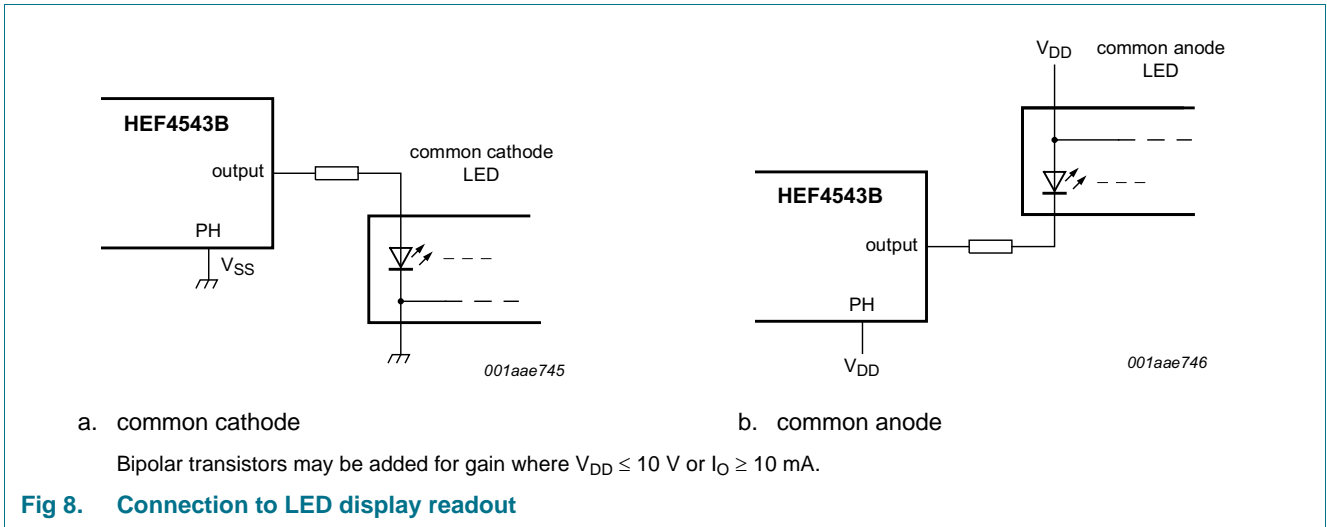 HEF4543B
output
PH
VSS
common cathode
LED
001aae745
VDD
common anode
LED
HEF4543B
output
PH
VDD
001aae746
a. common cathode
b. common anode
Bipolar transistors may be added for gain where VDD ≤ 10 V or IO ≥ 10 mA.
Fig 8. Connection to LED display readout